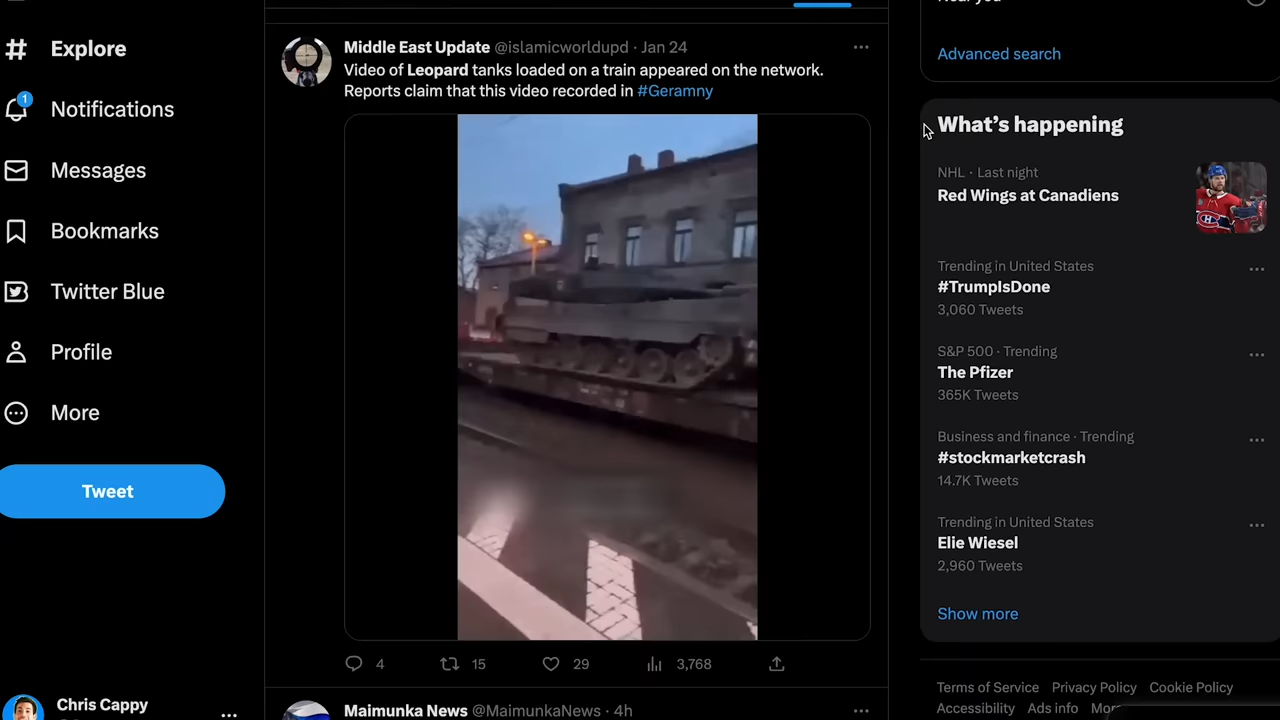 Explore
1
Notifications
Messages
Bookmarks
Twitter Blue
Profile
More
Tweet
Chris Cappy
Middle East Update @islamicworldupd · Jan 24
Video of Leopard tanks loaded on a train appeared on the network.
Reports claim that this video recorded in #Geramny
4
15
29
3,768
Maimunka News @MaimunkaNews · 4h
Near you
Advanced search
What's happening
NHL · Last night
Red Wings at Canadiens
Trending in United States
#TrumpIsDone
3,060 Tweets
S&P 500 · Trending
The Pfizer
365K Tweets
Business and finance · Trending
#stockmarketcrash
14.7K Tweets
Trending in United States
Elie Wiesel
2,960 Tweets
Show more
Terms of Service Privacy Policy Cookie Policy
Accessibility Ads info